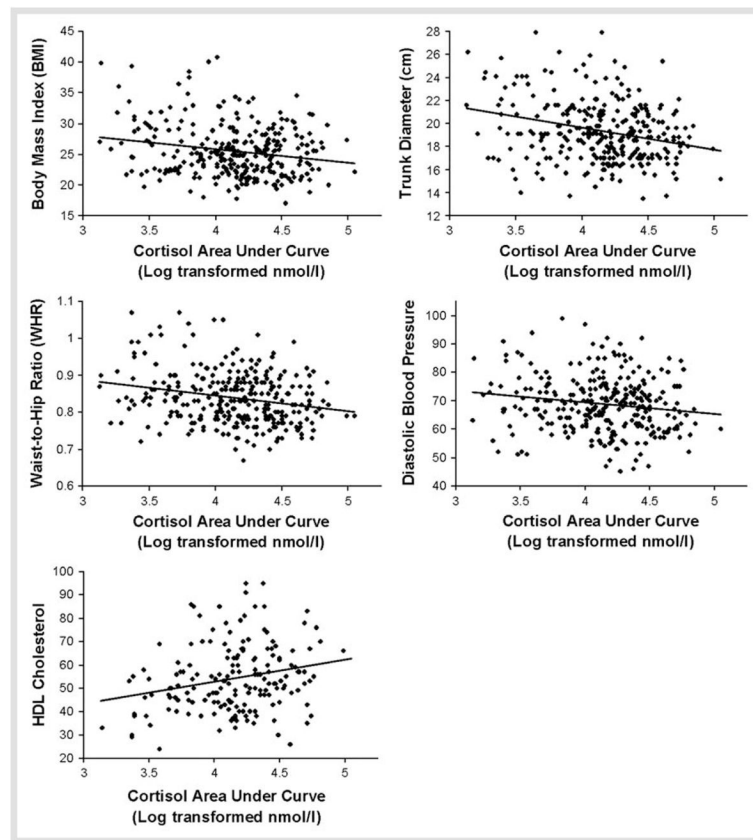 Body Mass Index (BMI)
45
40
35
30
25
20
15
3 3.5 4 4.5 5
Cortisol Area Under Curve
(Log transformed nmol/l)
Trunk Diameter (cm)
28
26
24
22
20
18
16
14
12
3 3.5 4 4.5 5
Cortisol Area Under Curve
(Log transformed nmol/l)
Waist-to-Hip Ratio (WHR)
1.1
1
0.9
0.8
0.7
0.6
3 3.5 4 4.5 5
Cortisol Area Under Curve
(Log transformed nmol/l)
Diastolic Blood Pressure
100
90
80
70
60
50
40
3 3.5 4 4.5 5
Cortisol Area Under Curve
(Log transformed nmol/l)
HDL Cholesterol
100
90
80
70
60
50
40
30
20
3 3.5 4 4.5 5
Cortisol Area Under Curve
(Log transformed nmol/l)